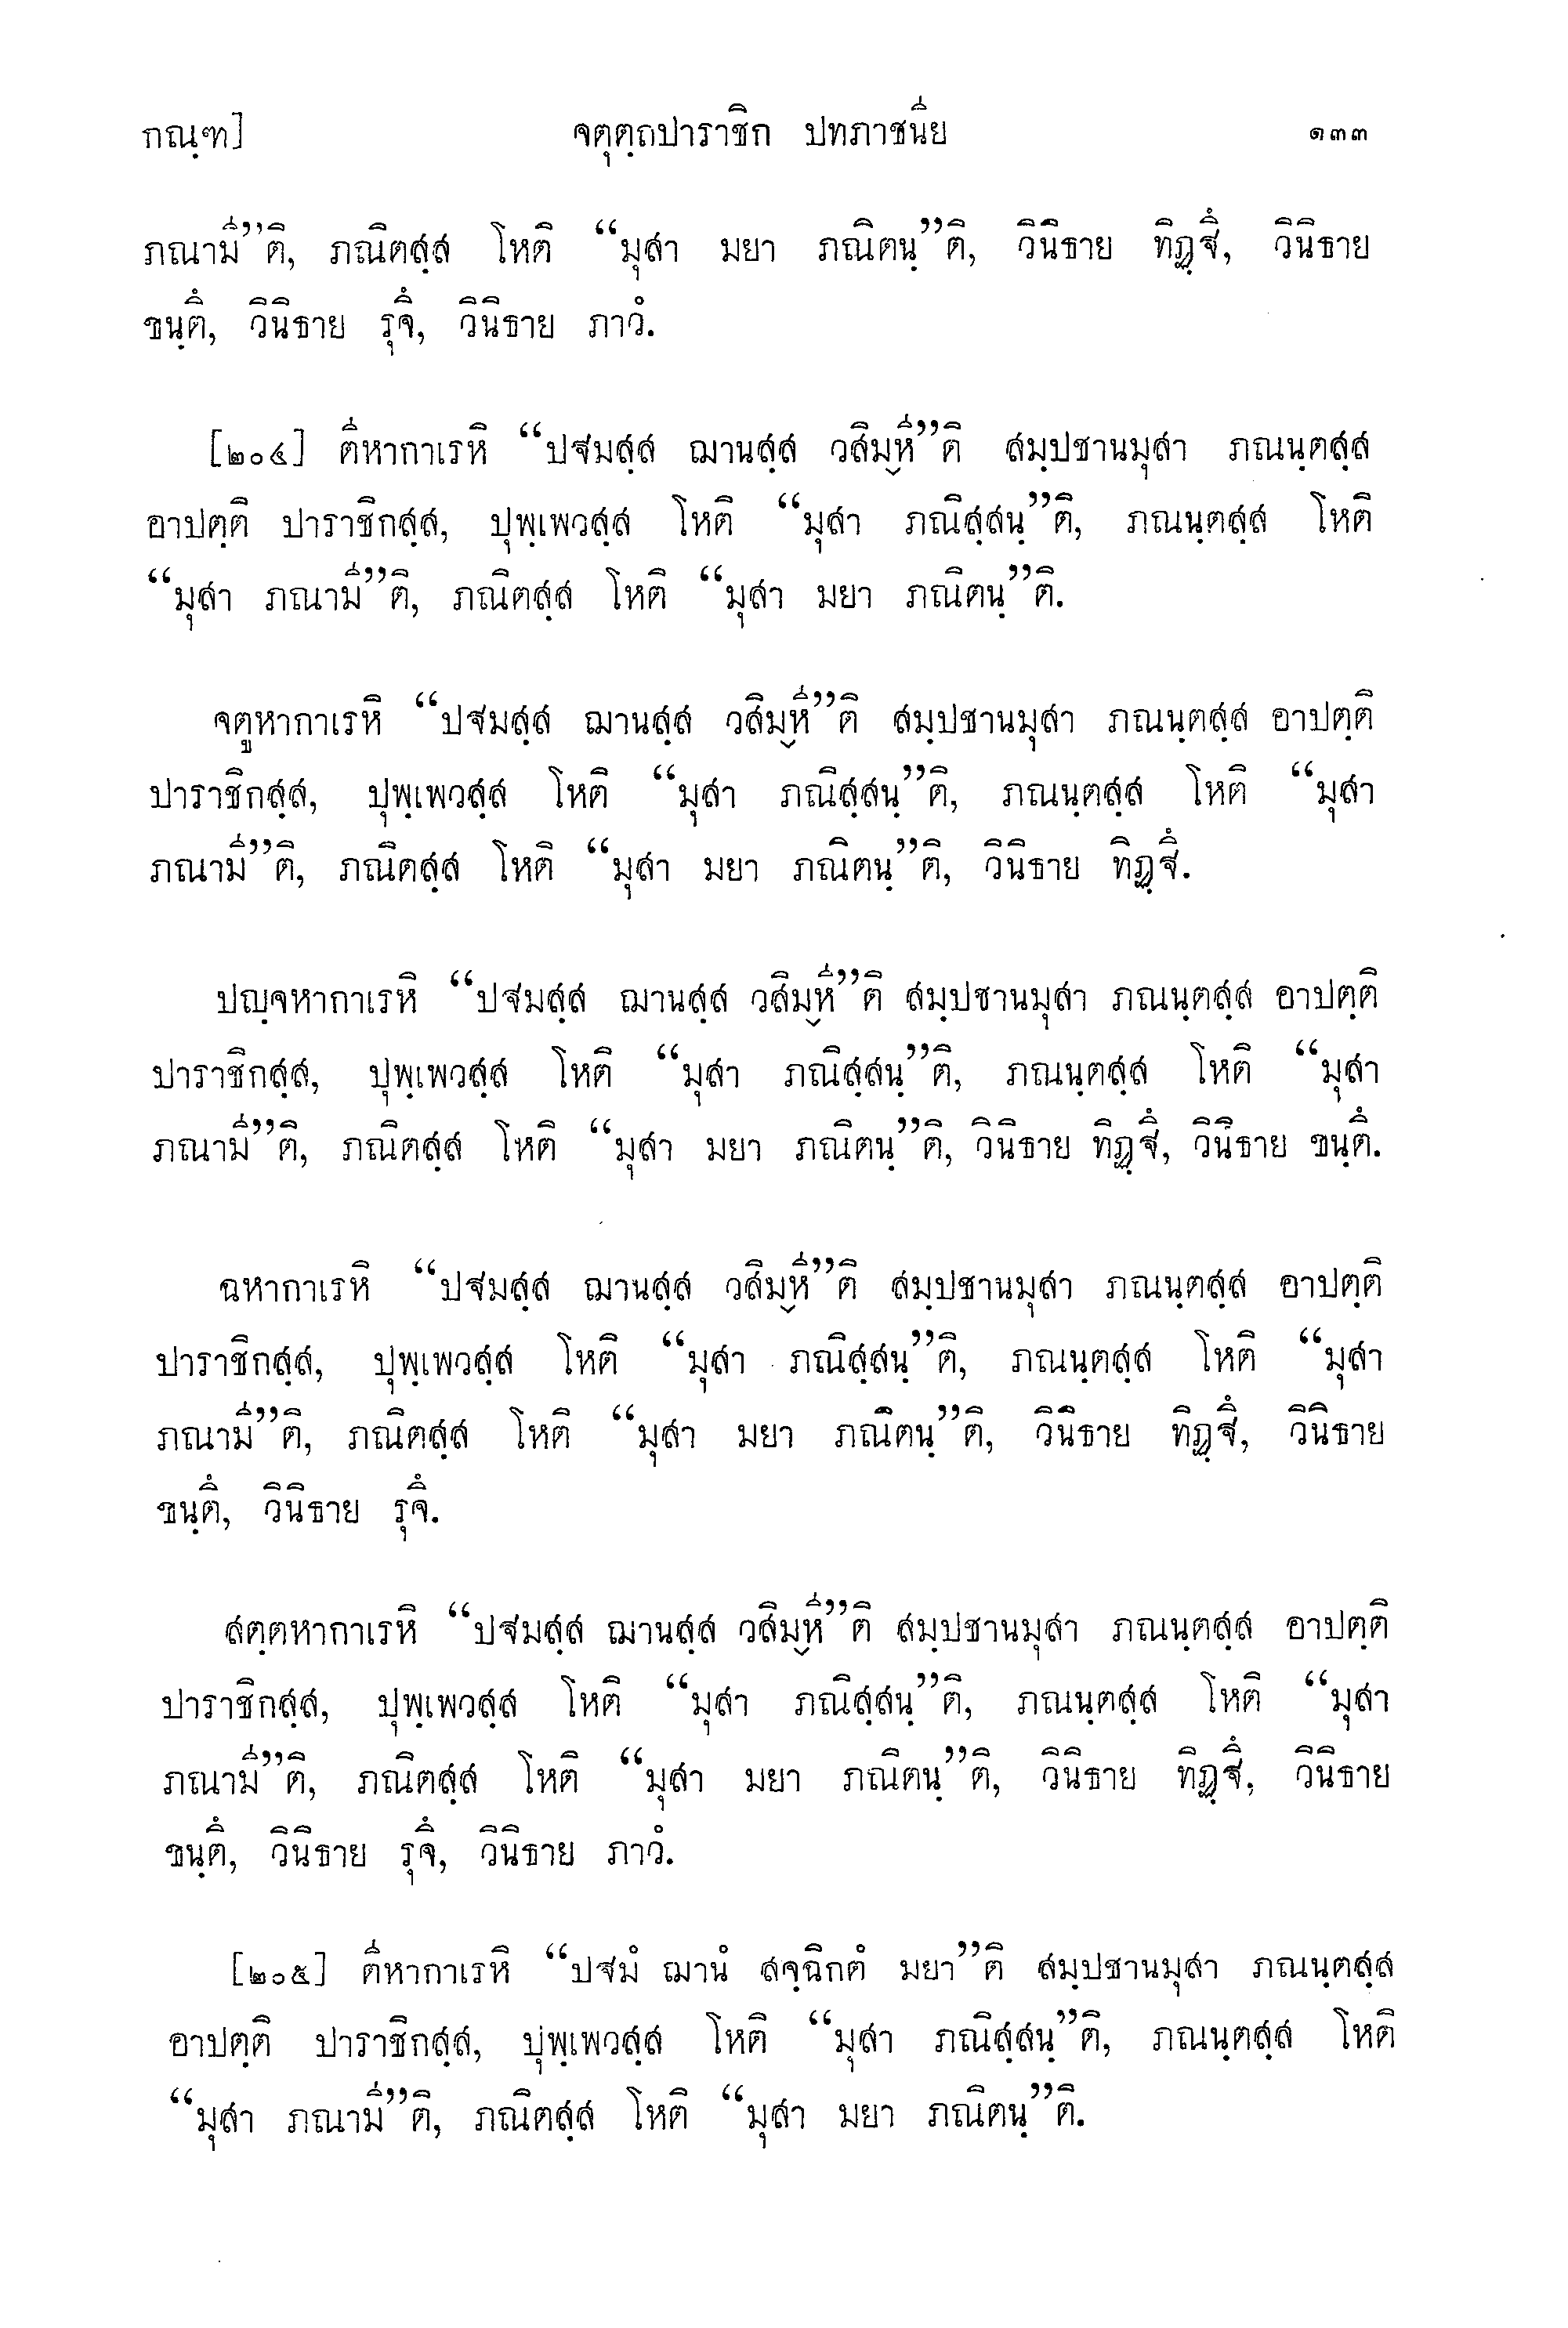 กณฺฑ] จตุตฺถปาราชิก ปทภาชนีย ๑๓๓
ภณามี”ติ, ภณิตสฺส โหติ “มุสา มยา ภณิตนฺ”ติ, วินิธาย ทิฏฺฐึ, วินิธาย
ขนฺตึ, วินิธาย รุจึ, วินิธาย ภาวํ.
[๒๐๔] ตีหากาเรหิ “ปฐมสฺส ฌานสฺส วสิมฺหี”ติ สมฺปชานมุสา ภณนฺตสฺส
อาปตฺติ ปาราชิกสฺส, ปุพฺเพวสฺส โหติ “มุสา ภณิสฺสนฺ”ติ, ภณนฺตสฺส โหติ
“มุสา ภณามี”ติ, ภณิตสฺส โหติ “มุสา มยา ภณิตนฺ”ติ.
จตูหากาเรหิ “ปฐมสฺส ฌานสฺส วสิมฺหี”ติ สมฺปชานมุสา ภณนฺตสฺส อาปตฺติ
ปาราชิกสฺส, ปุพฺเพวสฺส โหติ “มุสา ภณิสฺสนฺ”ติ, ภณนฺตสฺส โหติ “มุสา
ภณามี”ติ, ภณิตสฺส โหติ “มุสา มยา ภณิตนฺ”ติ, วินิธาย ทิฏฺฐึ.
ปญฺจหากาเรหิ “ปฐมสฺส ฌานสฺส วสิมฺหี”ติ สมฺปชานมุสา ภณนฺตสฺส อาปตฺติ
ปาราชิกสฺส, ปุพฺเพวสฺส โหติ “มุสา ภณิสฺสนฺ”ติ, ภณนฺตสฺส โหติ “มุสา
ภณามี”ติ, ภณิตสฺส โหติ “มุสา มยา ภณิตนฺ”ติ, วินิธาย ทิฏฺฐึ, วินิธาย ขนฺตึ.
ฉหากาเรหิ “ปฐมสฺส ฌานสฺส วสิมฺหี”ติ สมฺปชานมุสา ภณนฺตสฺส อาปตฺติ
ปาราชิกสฺส, ปุพฺเพวสฺส โหติ “มุสา ภณิสฺสนฺ”ติ, ภณนฺตสฺส โหติ “มุสา
ภณามี”ติ, ภณิตสฺส โหติ “มุสา มยา ภณิตนฺ”ติ, วินิธาย ทิฏฺฐึ, วินิธาย
ขนฺตึ, วินิธาย รุจึ.
สตฺตหากาเรหิ “ปฐมสฺส ฌานสฺส วสิมฺหี”ติ สมฺปชานมุสา ภณนฺตสฺส อาปตฺติ
ปาราชิกสฺส, ปุพฺเพวสฺส โหติ “มุสา ภณิสฺสนฺ”ติ, ภณนฺตสฺส โหติ “มุสา
ภณามี”ติ, ภณิตสฺส โหติ “มุสา มยา ภณิตนฺ”ติ, วินิธาย ทิฏฺฐึ, วินิธาย
ขนฺตึ, วินิธาย รุจึ, วินิธาย ภาวํ.
[๒๐๕] ตีหากาเรหิ “ปฐมํ ฌานํ สจฺฉิกตํ มยา”ติ สมฺปชานมุสา ภณนฺตสฺส
อาปตฺติ ปาราชิกสฺส, ปุพฺเพวสฺส โหติ “มุสา ภณิสฺสนฺ”ติ, ภณนฺตสฺส โหติ
“มุสา ภณามี”ติ, ภณิตสฺส โหติ “มุสา มยา ภณิตนฺ”ติ.